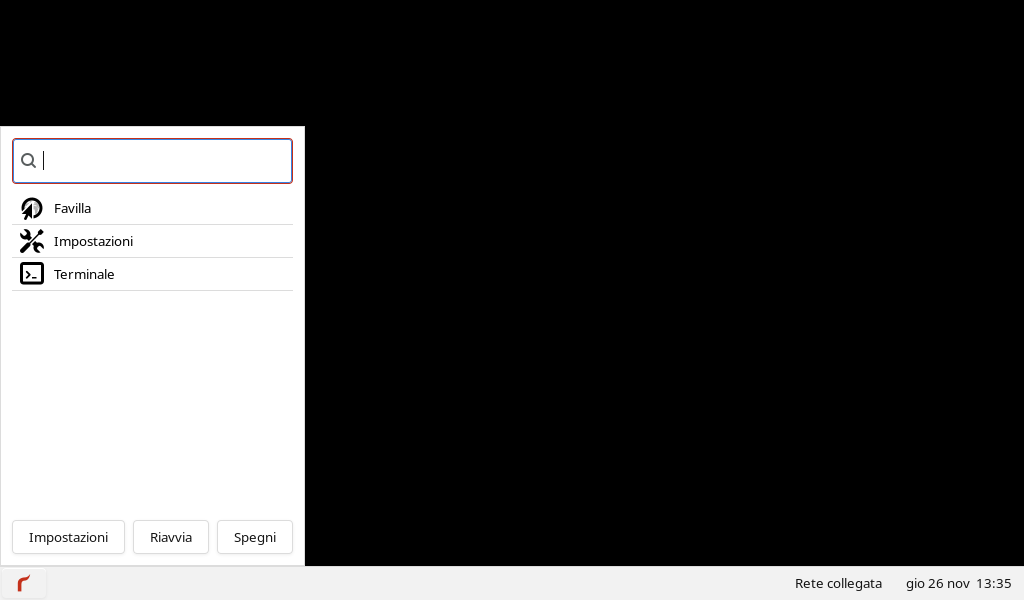 Favilla
Impostazioni
Terminale
Impostazioni Riavvia Spegni
Rete collegata gio 26 nov 13:35